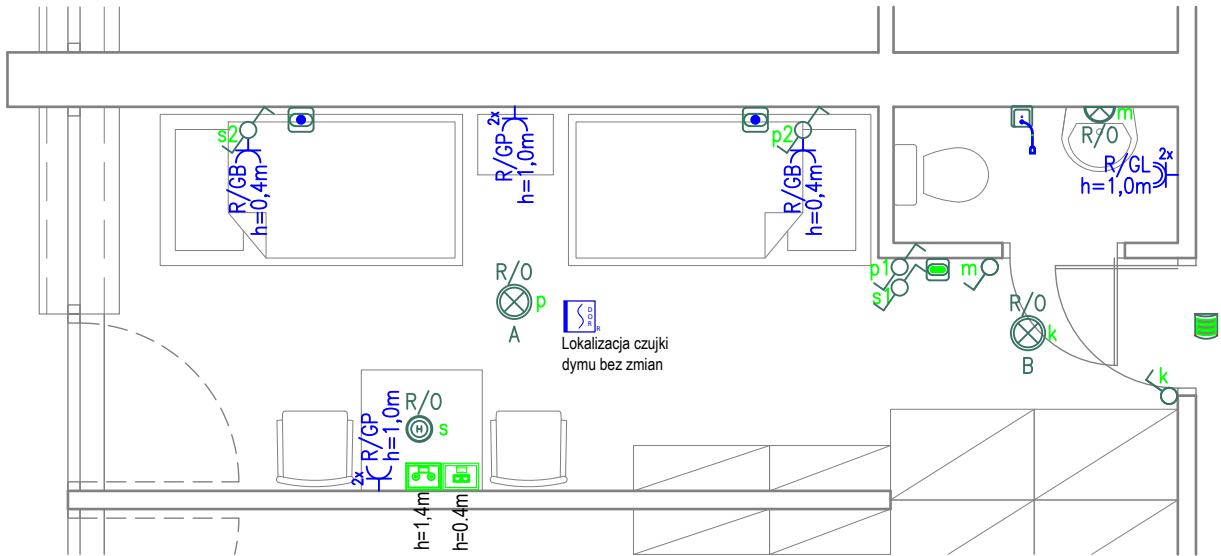 s2
R/GB
h=0,4m
2x
R/GP
h=1,0m
p2
R/GB
h=0,4m
m
R/O
R/GL
2x
h=1,0m
p1
s1
m
R/O
p
A
S
DOR
R
Lokalizacja czujki
dymu bez zmian
R/O
k
B
k
R/O
H
s
2x
R/GP
h=1,0m
h=1,4m
h=0.4m